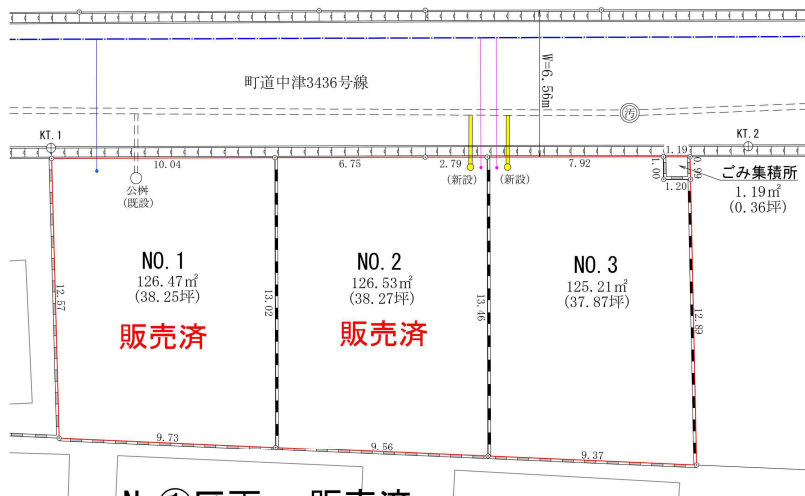 W=6.56m
町道中津3436号線
汚
KT.1
KT.2
10.04
6.75
2.79
7.92
1.19
1.00
0.99
1.20
公桝
(既設)
(新設)
(新設)
ごみ集積所
1.19㎡
(0.36坪)
NO.1
126.47㎡
(38.25坪)
販売済
NO.2
126.53㎡
(38.27坪)
販売済
NO.3
125.21㎡
(37.87坪)
12.57
13.02
13.46
12.89
9.73
9.56
9.37